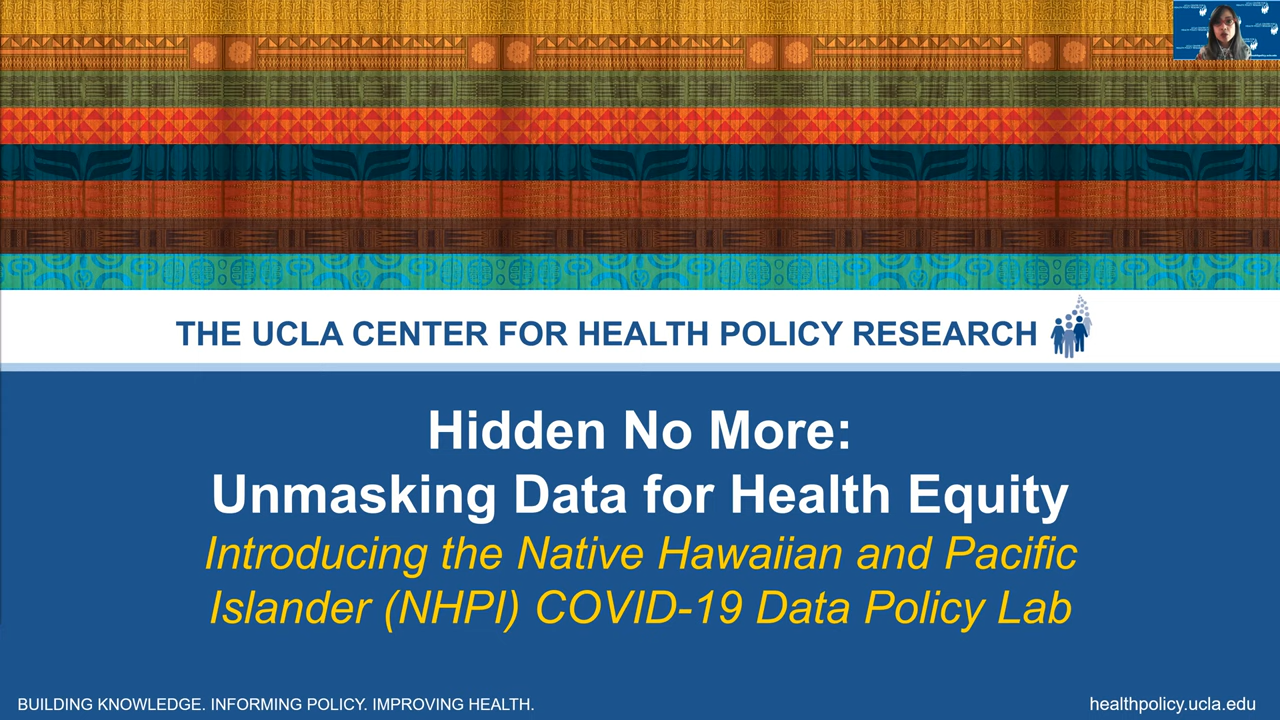 THE UCLA CENTER FOR HEALTH POLICY RESEARCH
Hidden No More:
Unmasking Data for Health Equity
Introducing the Native Hawaiian and Pacific
Islander (NHPI) COVID-19 Data Policy Lab
BUILDING KNOWLEDGE. INFORMING POLICY. IMPROVING HEALTH.
healthpolicy.ucla.edu